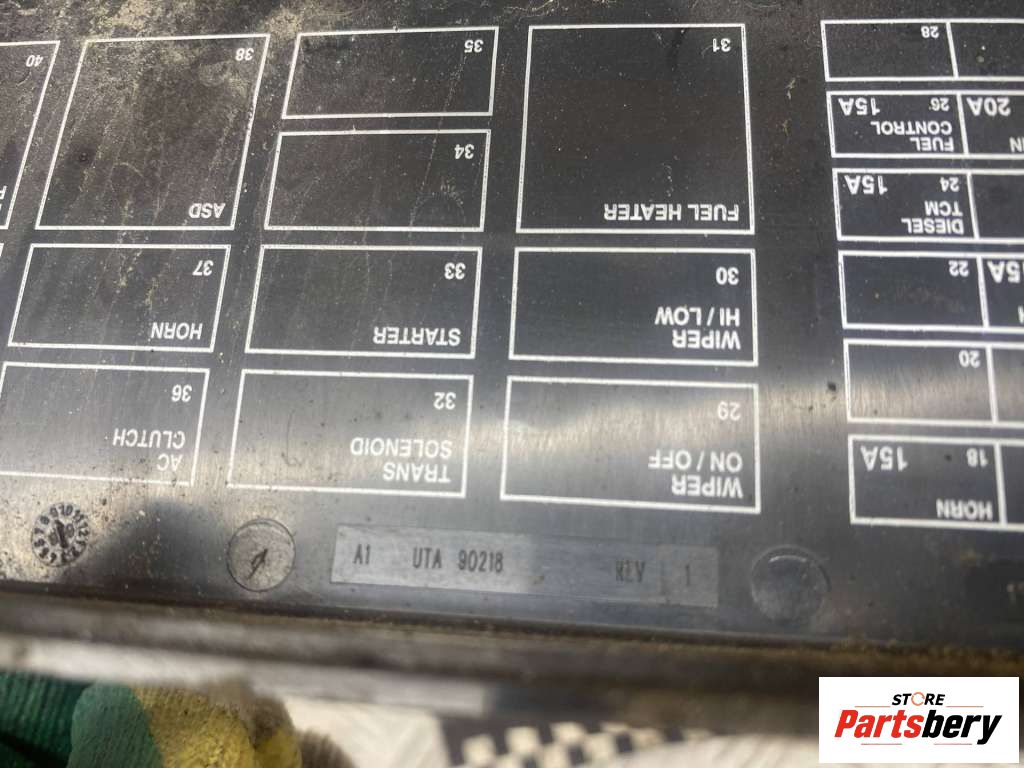 40
38
ASD
35
34
31
FUEL HEATER
28
26
15A
FUEL
CONTROL
20A
24
15A
DIESEL
TCM
37
HORN
33
STARTER
30
WIPER
HI / LOW
22
20
36
AC
CLUTCH
32
TRANS
SOLENOID
29
WIPER
ON / OFF
18
15A
HORN
A1 UTA 90218 REV 1
STORE
Partsbery